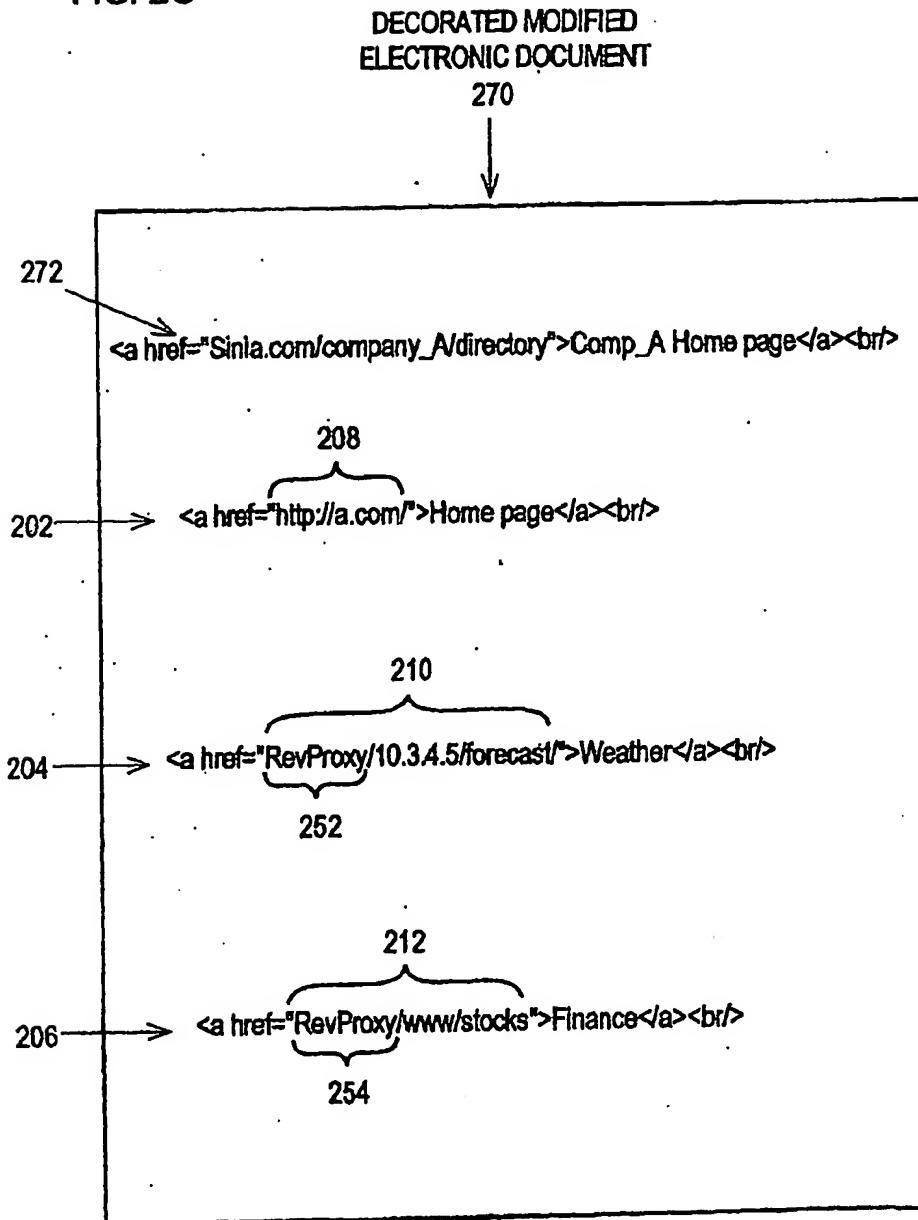 DECORATED MODIFIED
ELECTRONIC DOCUMENT
270
272
<a href="Sinia.com/company_A/directory">Comp_A Home page</a><br/>
208
202
<a href="http://a.com/">Home page</a><br/>
210
204
<a href="RevProxy/10.3.4.5/forecast/">Weather</a><br/>
252
212
206
<a href="RevProxy/www/stocks">Finance</a><br/>
254